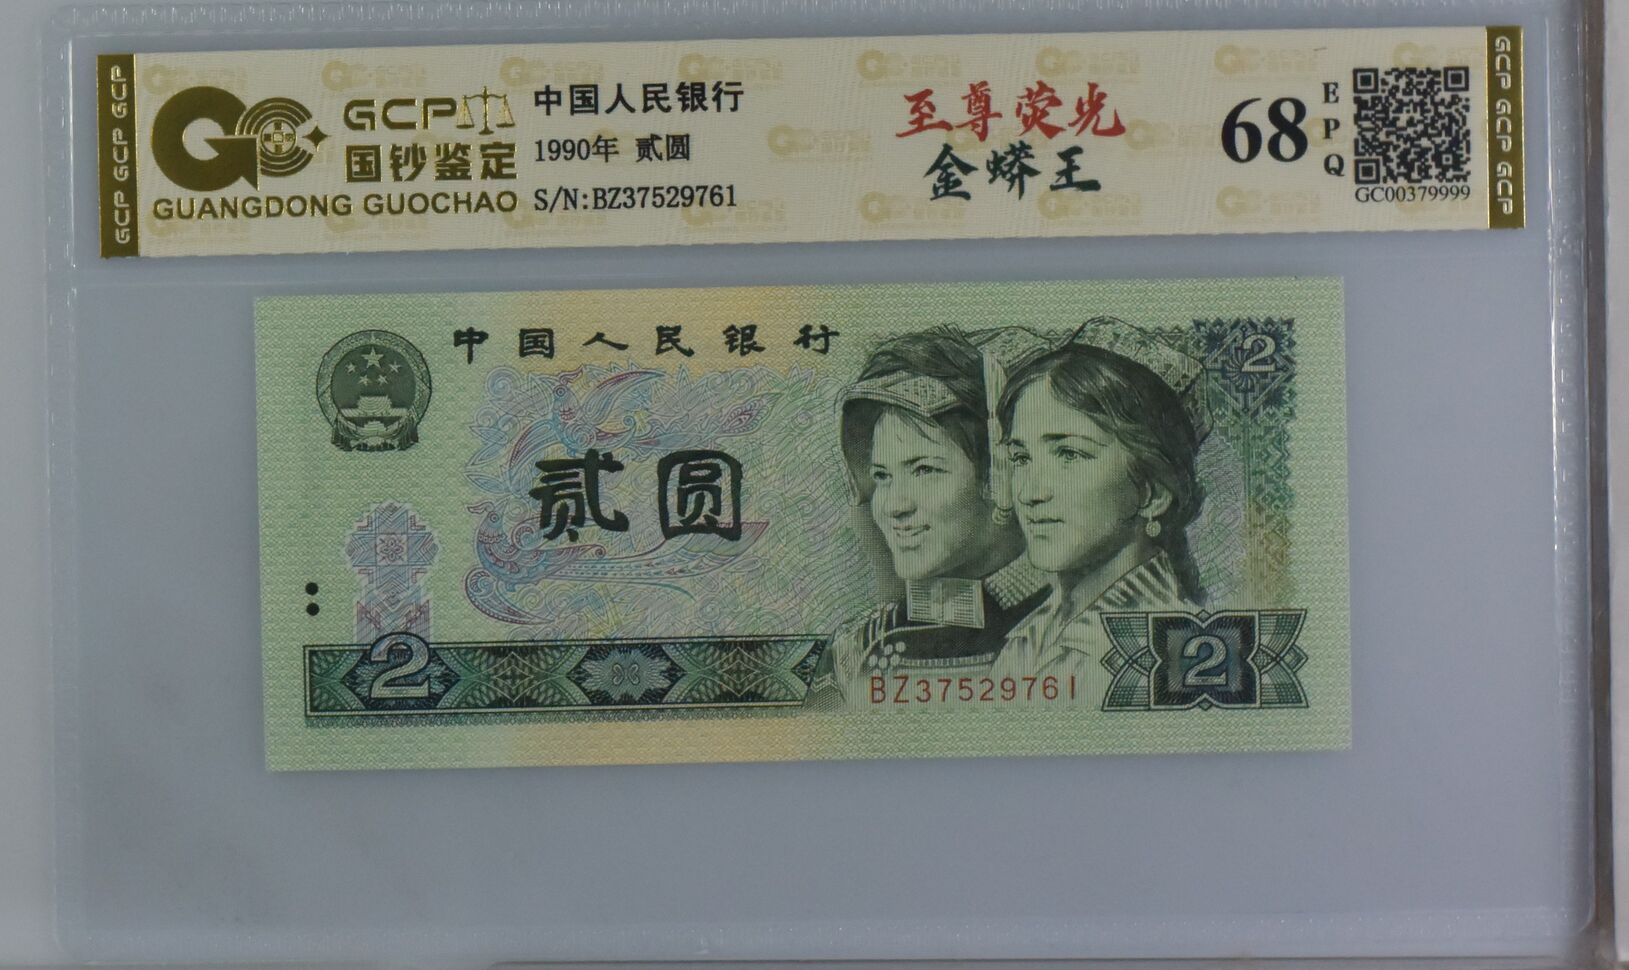 GCP GCP GCP
GCP
国钞鉴定
GUANGDONG GUOCHAO
中国人民银行
1990年 贰圆
S/N:BZ37529761
至尊荧光
金蟒王
68
EPQ
GC00379999
GCP GCP GCP
中国人民银行
2
贰圆
2
BZ37529761
2